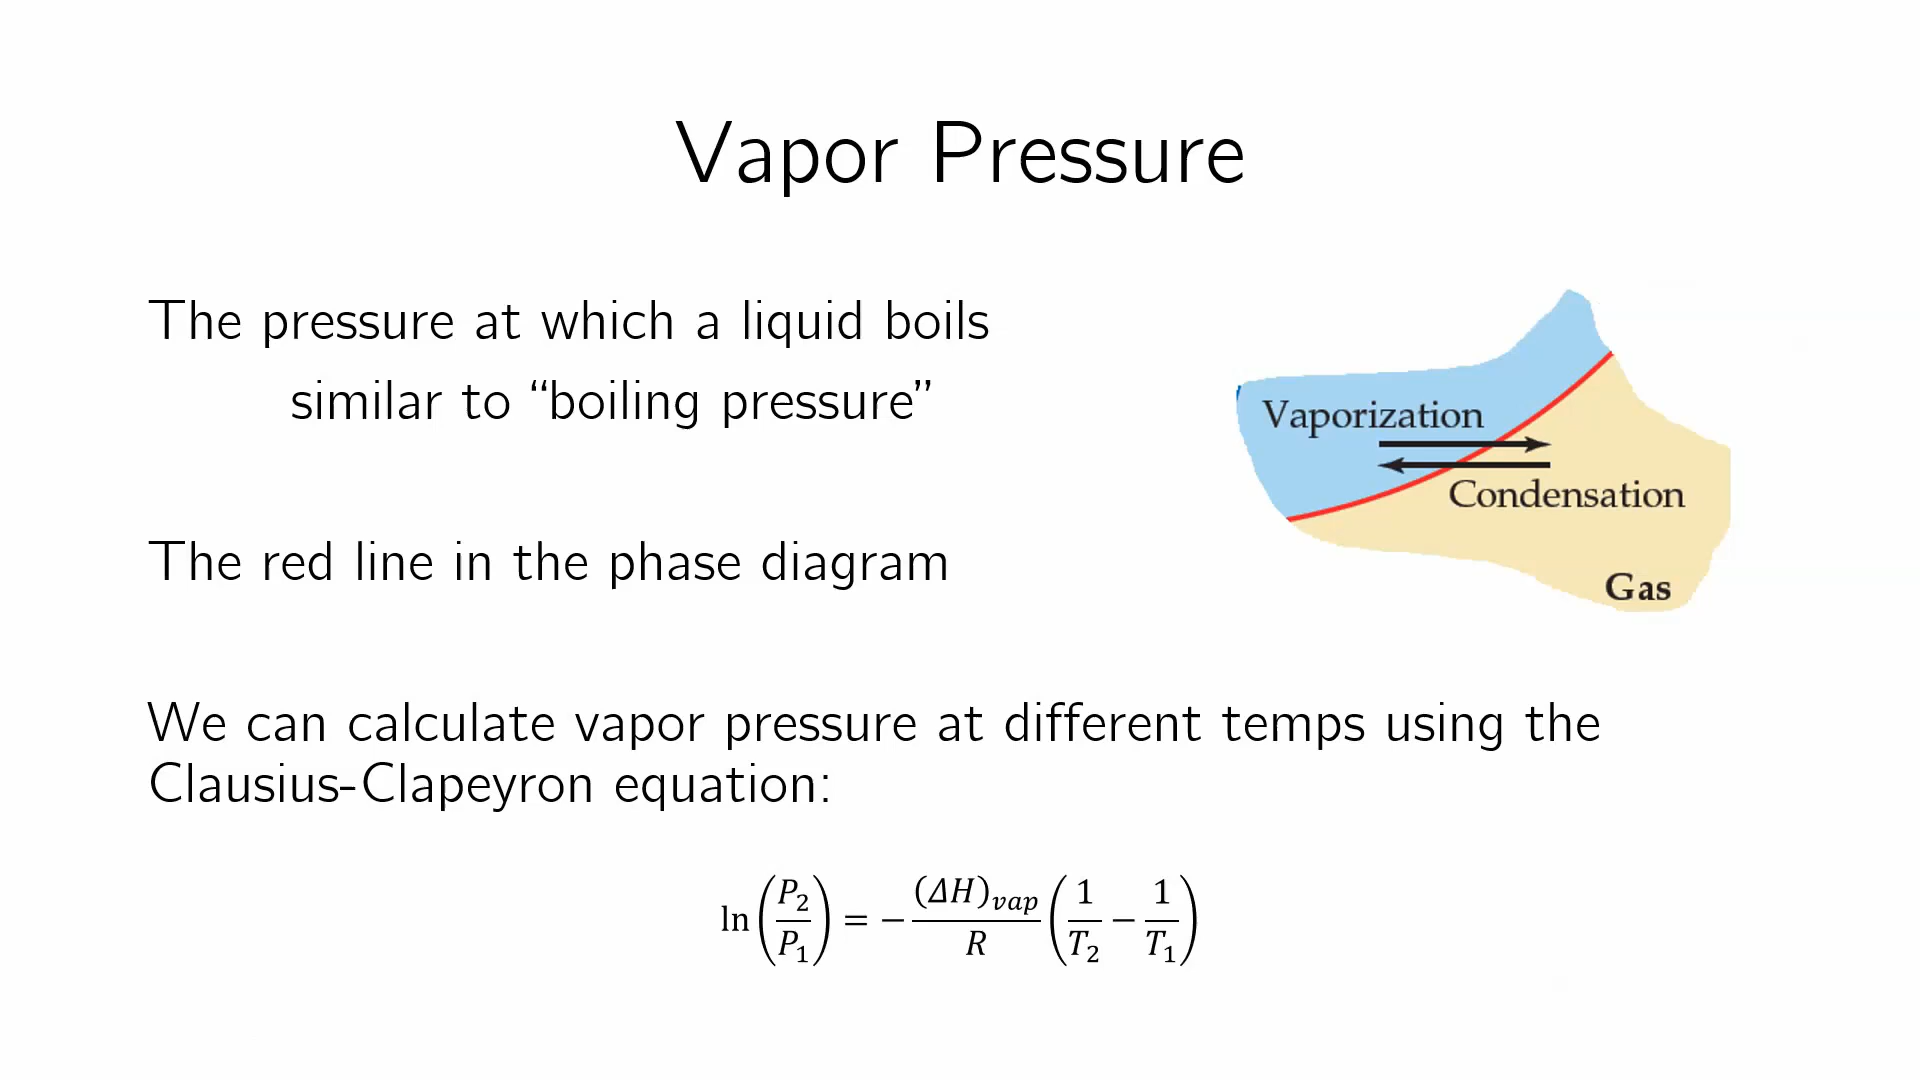 Vapor Pressure
The pressure at which a liquid boils
similar to “boiling pressure”
Vaporization
Condensation
Gas
The red line in the phase diagram
We can calculate vapor pressure at different temps using the
Clausius-Clapeyron equation:
ln(P₂/P₁) = −(ΔH)ᵥₐₚ/R (1/T₂ − 1/T₁)